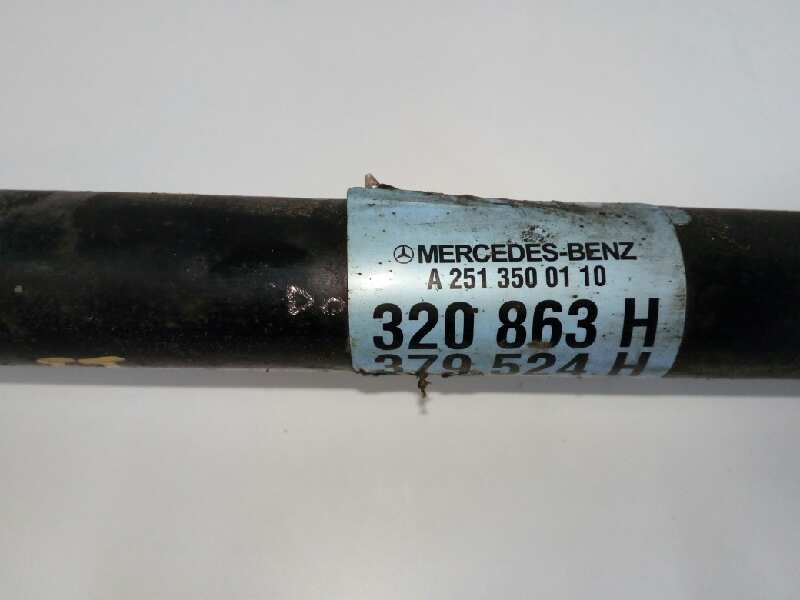 MERCEDES-BENZ
A 251 350 01 10
320 863 H
379 524 H